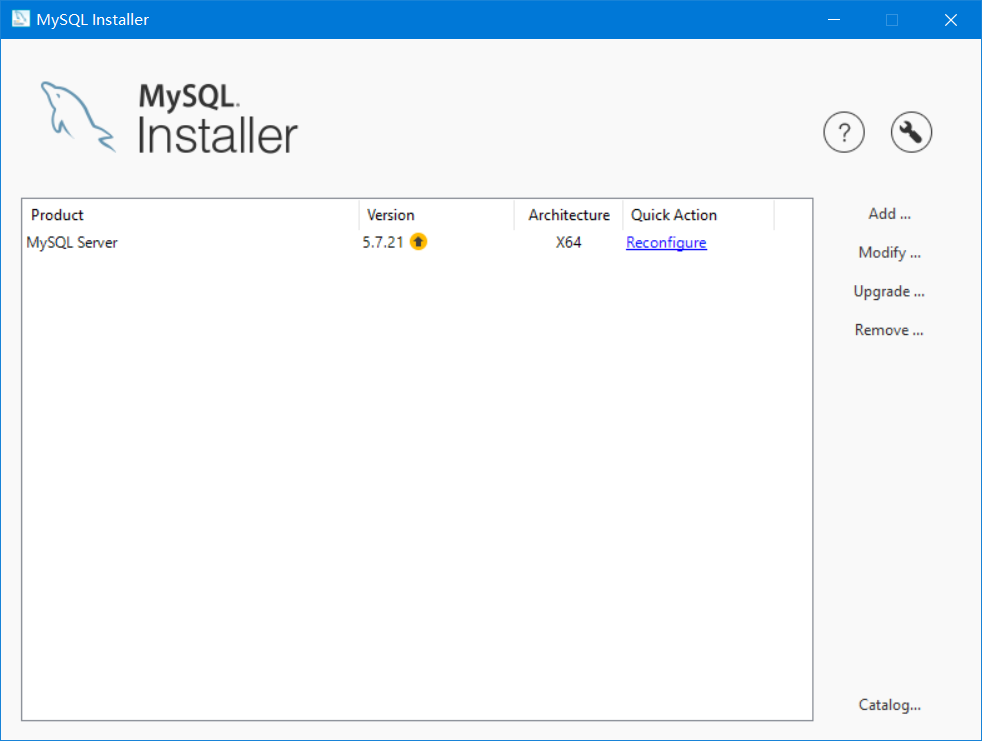 MySQL Installer
MySQL.
Installer
?
Product Version Architecture Quick Action
MySQL Server 5.7.21 X64 Reconfigure
Add ...
Modify ...
Upgrade ...
Remove ...
Catalog...